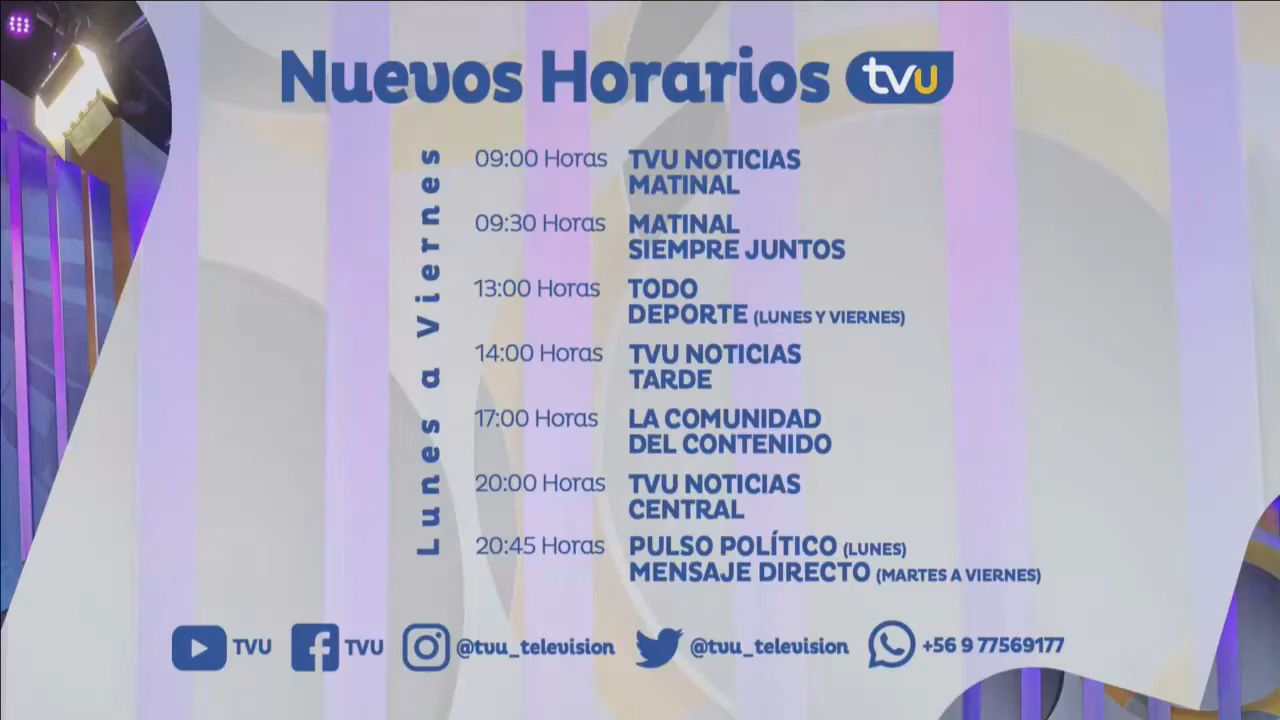 Nuevos Horarios tvu
Lunes a Viernes
09:00 Horas TVU NOTICIAS
MATINAL
09:30 Horas MATINAL
SIEMPRE JUNTOS
13:00 Horas TODO
DEPORTE (LUNES Y VIERNES)
14:00 Horas TVU NOTICIAS
TARDE
17:00 Horas LA COMUNIDAD
DEL CONTENIDO
20:00 Horas TVU NOTICIAS
CENTRAL
20:45 Horas PULSO POLÍTICO (LUNES)
MENSAJE DIRECTO (MARTES A VIERNES)
TVU TVU @tvu_television @tvu_television +56 9 77569177